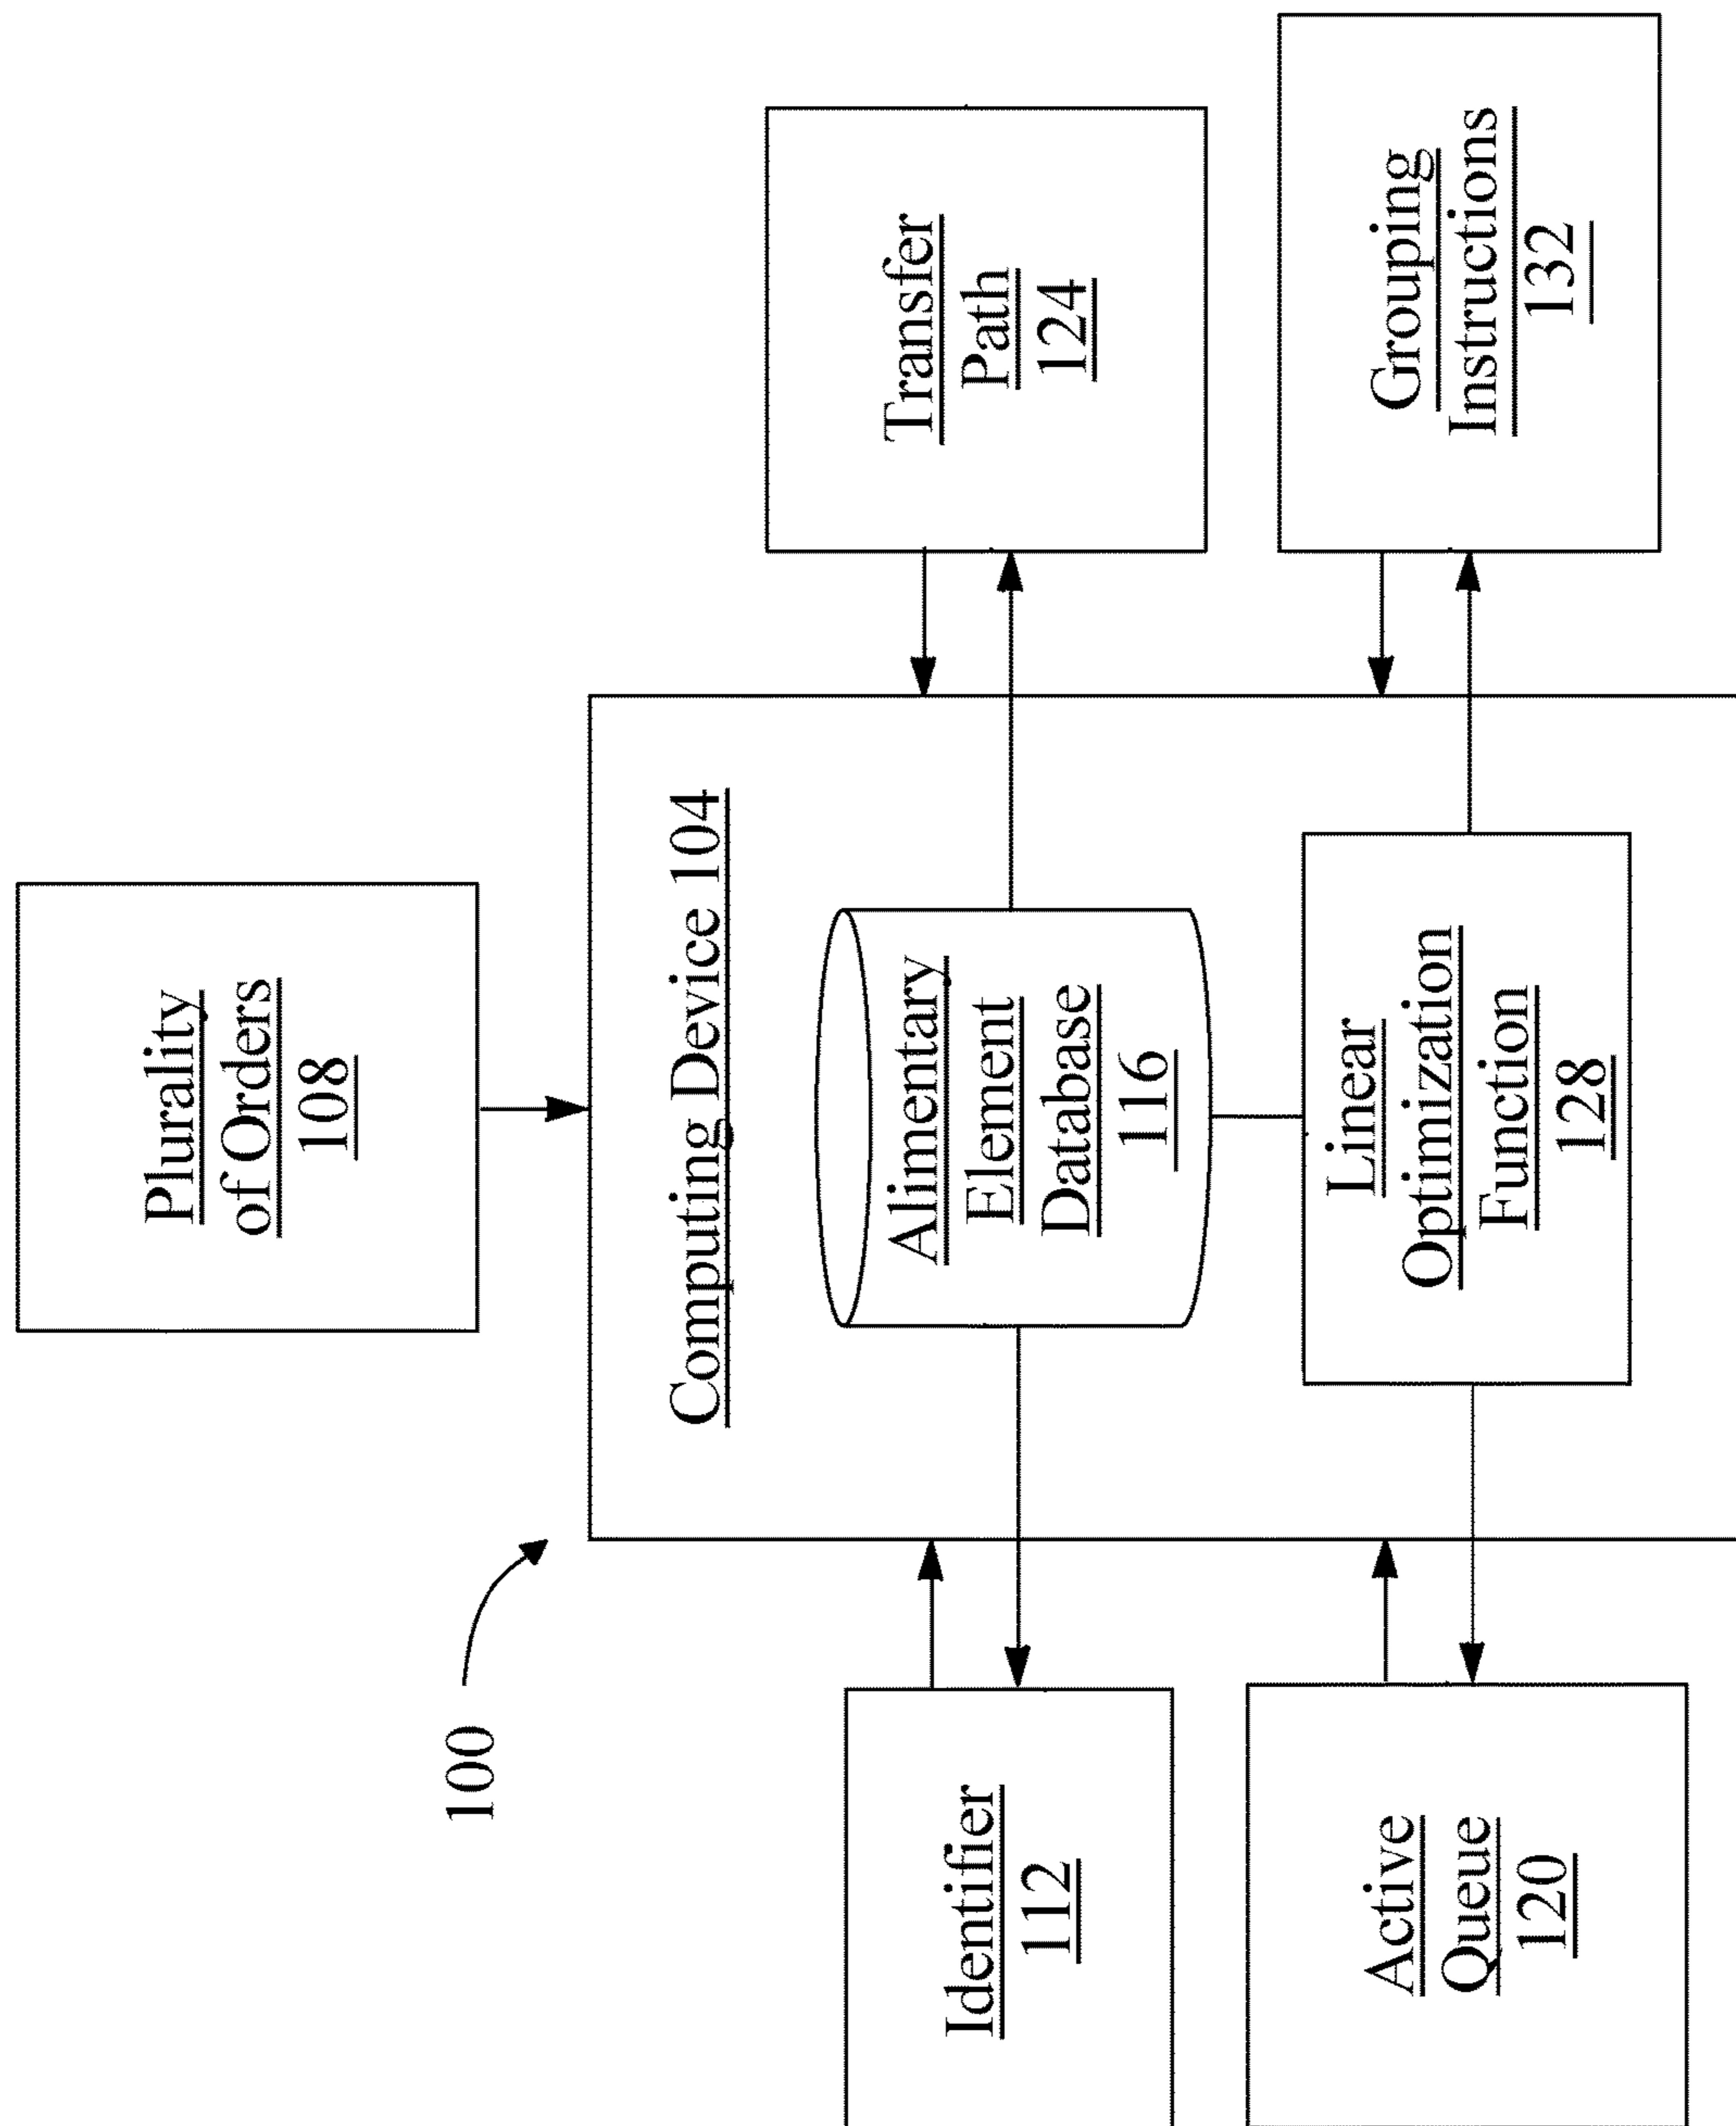 100
Plurality
of Orders
108
Computing Device 104
Identifier
112
Alimentary
Element
Database
116
Transfer
Path
124
Active
Queue
120
Linear
Optimization
Function
128
Grouping
Instructions
132